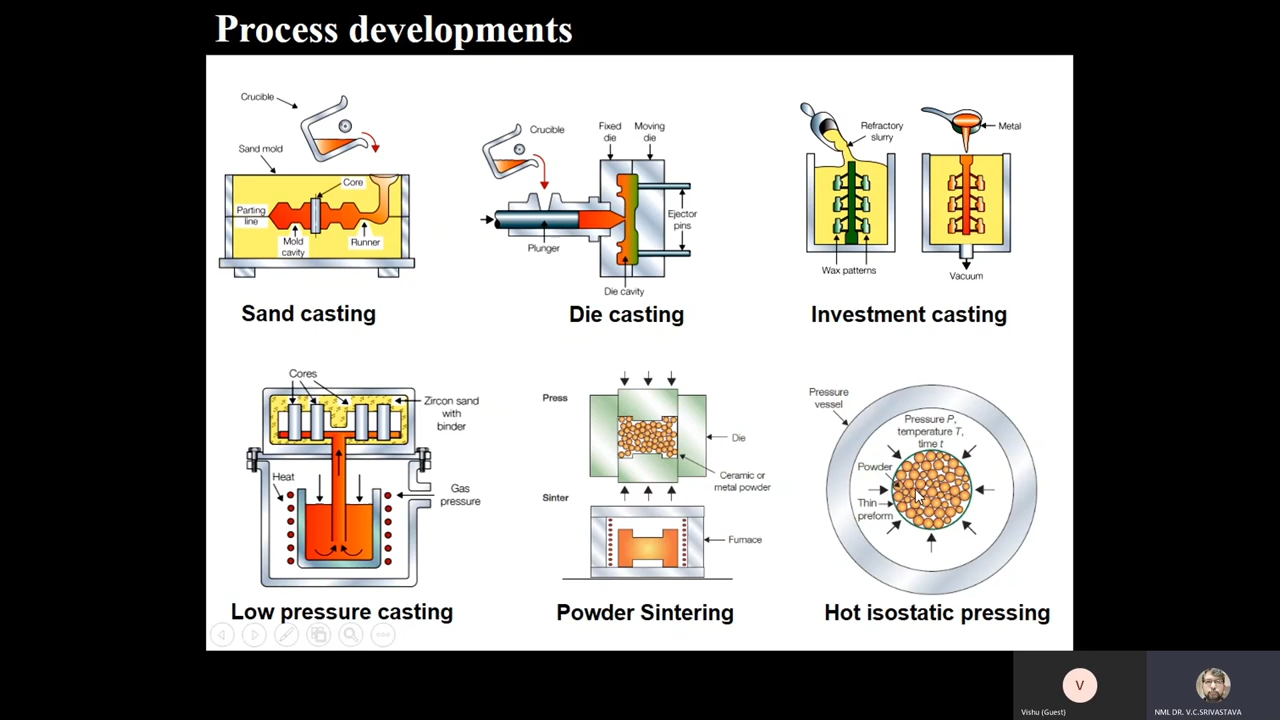 Process developments
Crucible
Sand mold
Core
Parting
line
Mold
cavity
Runner
Sand casting
Crucible
Fixed
die
Moving
die
Ejector
pins
Plunger
Die cavity
Die casting
Refractory
slurry
Metal
Wax patterns
Vacuum
Investment casting
Cores
Zircon sand
with
binder
Heat
Gas
pressure
Low pressure casting
Press
Die
Ceramic or
metal powder
Sinter
Furnace
Powder Sintering
Pressure
vessel
Pressure P,
temperature T,
time t
Powder
Thin
preform
Hot isostatic pressing
V
Vishu (Guest)
NML DR. V.C.SRIVASTAVA